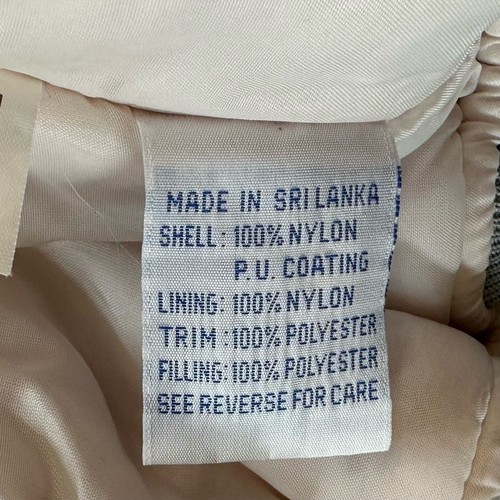 MADE IN SRI LANKA
SHELL: 100% NYLON
P.U. COATING
LINING: 100% NYLON
TRIM : 100% POLYESTER
FILLING: 100% POLYESTER
SEE REVERSE FOR CARE